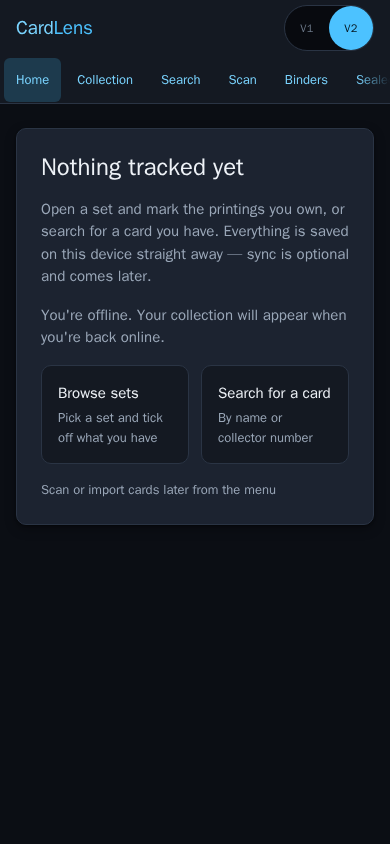 CardLens
V1
V2
Home
Collection
Search
Scan
Binders
Seale
Nothing tracked yet
Open a set and mark the printings you own, or
search for a card you have. Everything is saved
on this device straight away — sync is optional
and comes later.
You're offline. Your collection will appear when
you're back online.
Browse sets
Pick a set and tick
off what you have
Search for a card
By name or
collector number
Scan or import cards later from the menu